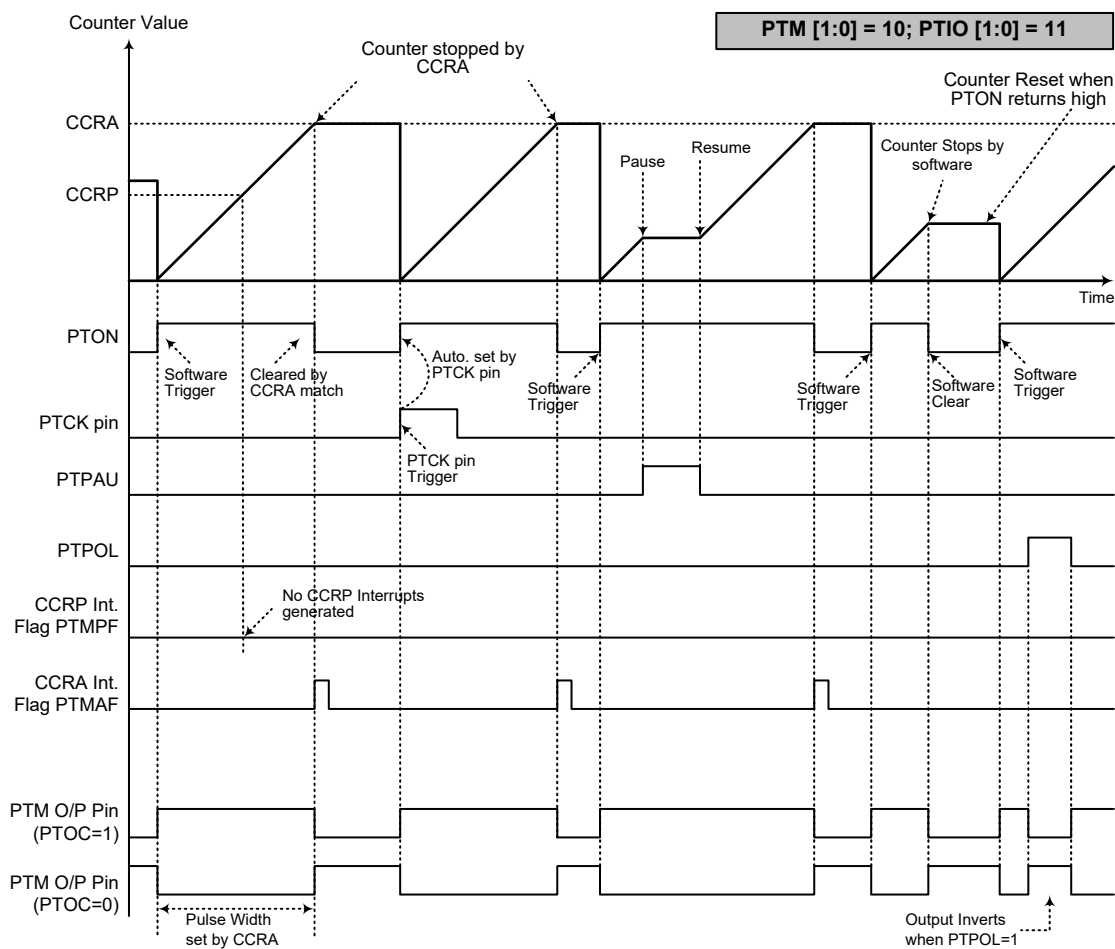 Counter Value
PTM [1:0] = 10; PTIO [1:0] = 11
Counter stopped by
CCRA
Counter Reset when
PTON returns high
CCRA
Pause
Resume
Counter Stops by
software
CCRP
Time
PTON
Software
Trigger
Cleared by
CCRA match
Auto. set by
PTCK pin
Software
Trigger
Software
Trigger
Software
Clear
Software
Trigger
PTCK pin
PTCK pin
Trigger
PTPAU
PTPOL
CCRP Int.
Flag PTMPF
No CCRP Interrupts
generated
CCRA Int.
Flag PTMAF
PTM O/P Pin
(PTOC=1)
PTM O/P Pin
(PTOC=0)
Pulse Width
set by CCRA
Output Inverts
when PTPOL=1